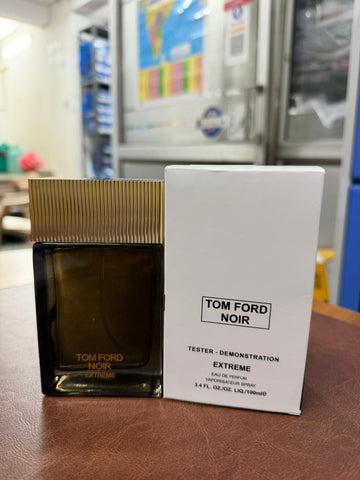 TOM FORD
NOIR
EXTREME
TOM FORD
NOIR
TESTER - DEMONSTRATION
EXTREME
EAU DE PERFUM
VAPORISATEUR SPRAY
3.4 FL. OZ./OZ. LIQ./100ml℮